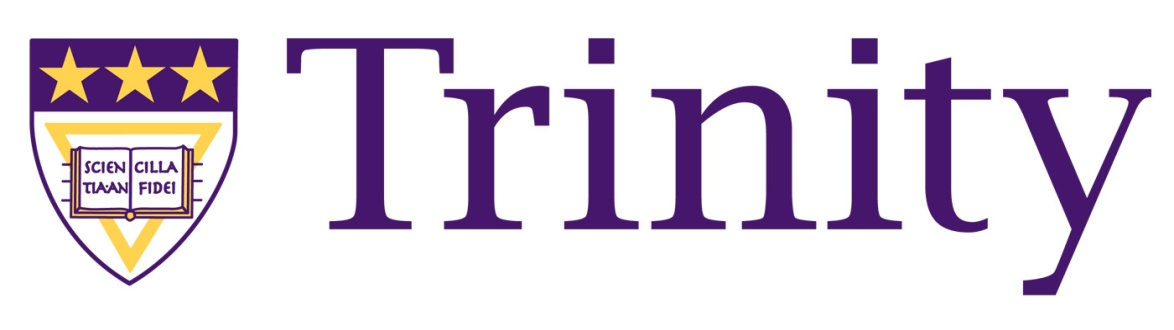 SCIEN CILLA
TIA·AN FIDEI
Trinity